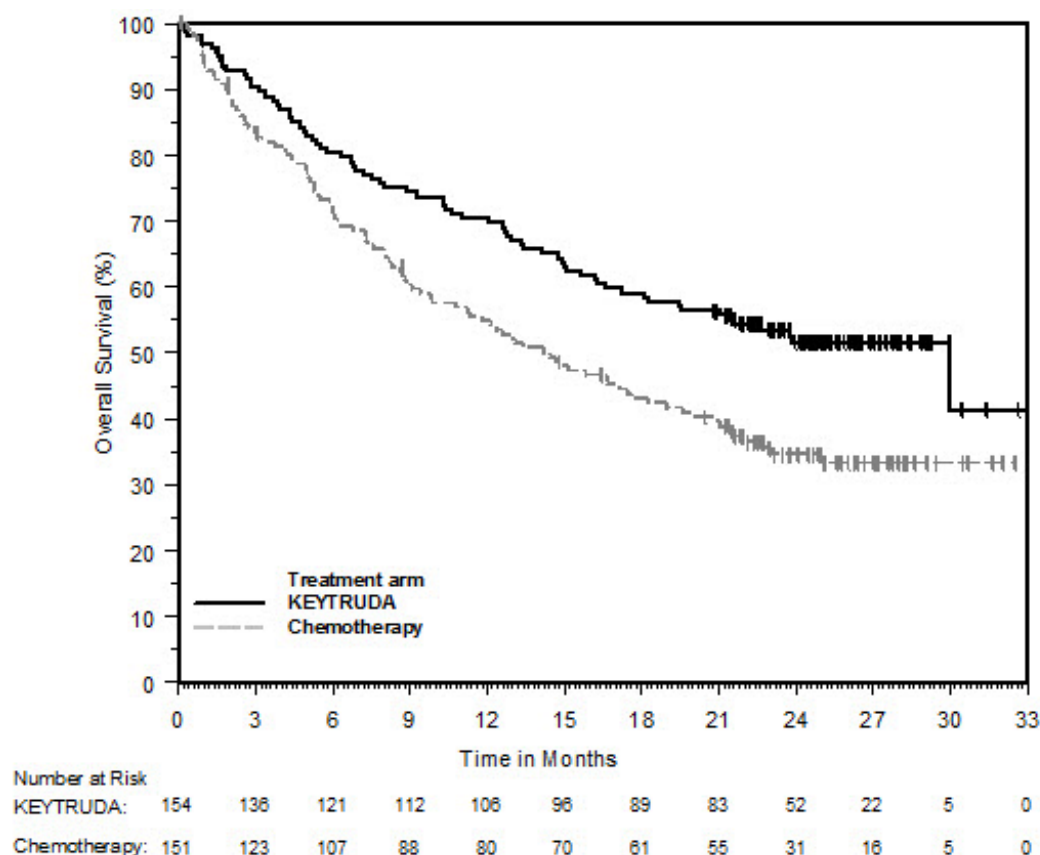 100
90
80
70
60
50
40
30
20
10
0
Overall Survival (%)
Treatment arm
KEYTRUDA
Chemotherapy
0 3 6 9 12 15 18 21 24 27 30 33
Time in Months
Number at Risk
KEYTRUDA: 154 136 121 112 106 96 89 83 52 22 5 0
Chemotherapy: 151 123 107 88 80 70 61 55 31 16 5 0